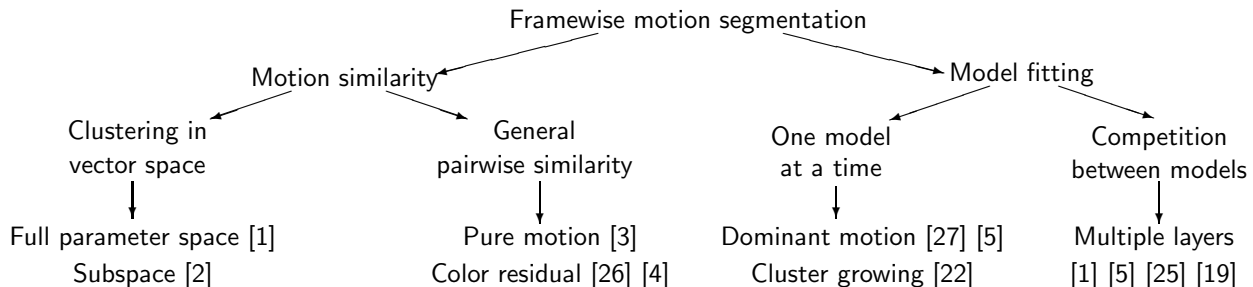 Framewise motion segmentation
Motion similarity
Model fitting
Clustering in
vector space
General
pairwise similarity
One model
at a time
Competition
between models
Full parameter space [1]
Subspace [2]
Pure motion [3]
Color residual [26] [4]
Dominant motion [27] [5]
Cluster growing [22]
Multiple layers
[1] [5] [25] [19]